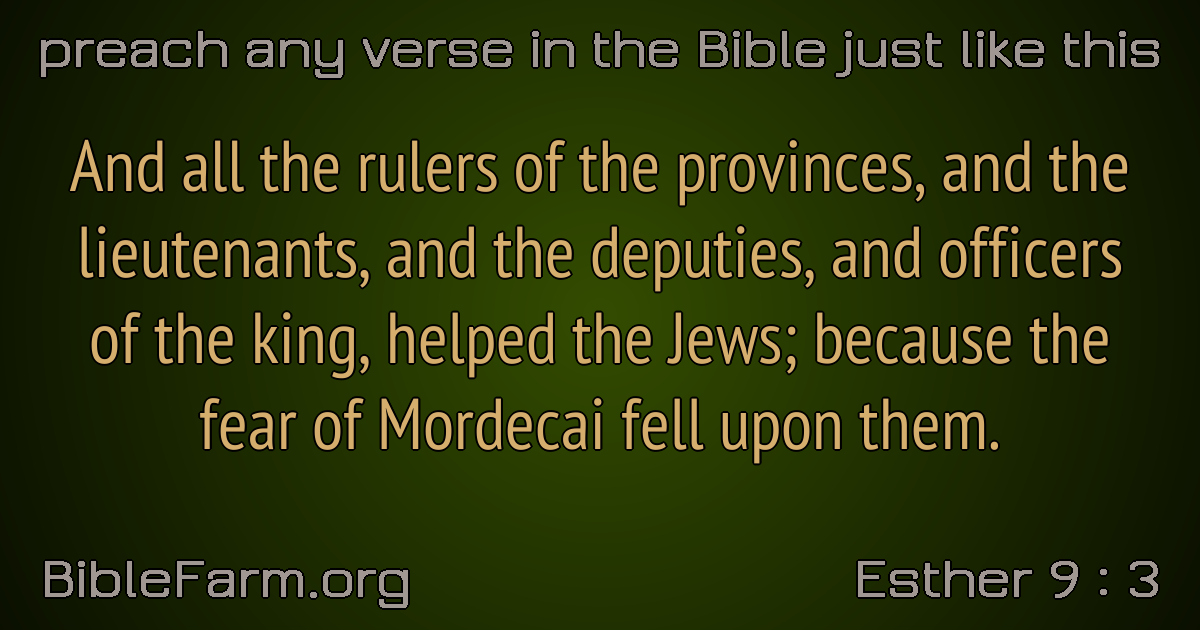 preach any verse in the Bible just like this
And all the rulers of the provinces, and the
lieutenants, and the deputies, and officers
of the king, helped the Jews; because the
fear of Mordecai fell upon them.
BibleFarm.org
Esther 9 : 3